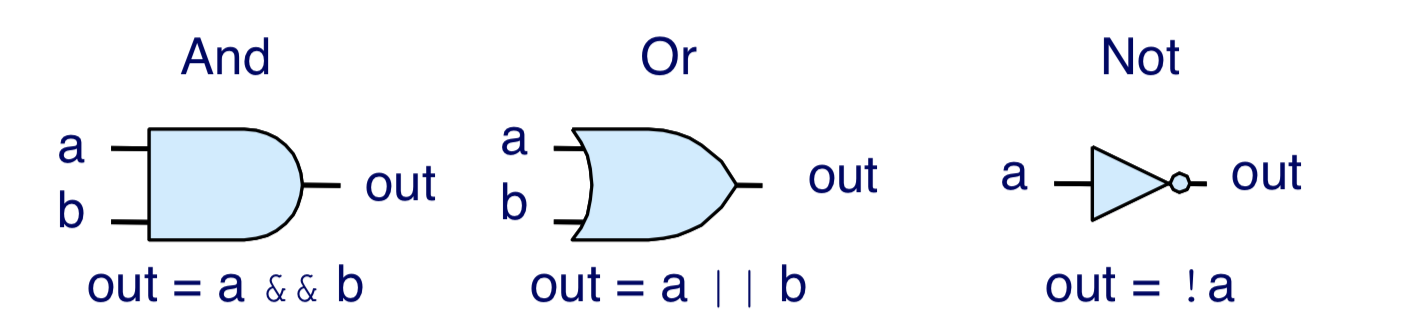 And
a
b
out
out = a && b
Or
a
b
out
out = a || b
Not
a
out
out = !a